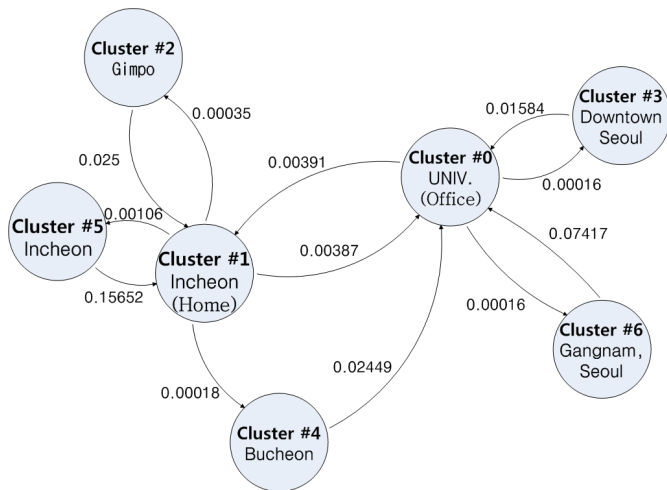 Cluster #2
Gimpo
0.00035
0.025
Cluster #3
Downtown
Seoul
0.01584
0.00016
Cluster #0
UNIV.
(Office)
0.00391
0.00387
Cluster #5
Incheon
0.00106
0.15652
Cluster #1
Incheon
(Home)
0.07417
0.00016
Cluster #6
Gangnam,
Seoul
0.00018
0.02449
Cluster #4
Bucheon